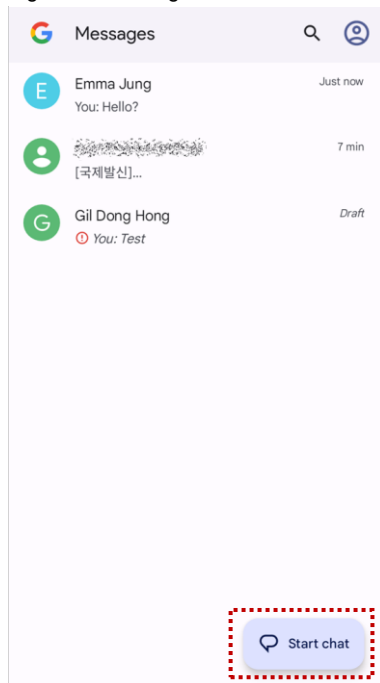 Messages
E
Emma Jung
Just now
You: Hello?
7 min
[국제발신]...
G
Gil Dong Hong
Draft
You: Test
Start chat